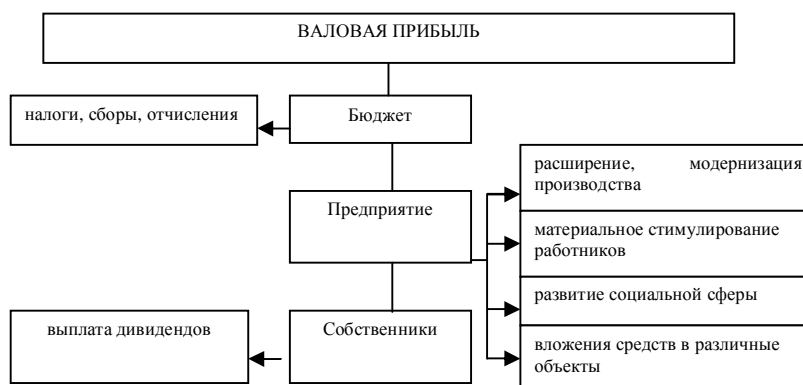 ВАЛОВАЯ ПРИБЫЛЬ
налоги, сборы, отчисления
Бюджет
расширение, модернизация
производства
Предприятие
материальное стимулирование
работников
развитие социальной сферы
выплата дивидендов
Собственники
вложения средств в различные
объекты